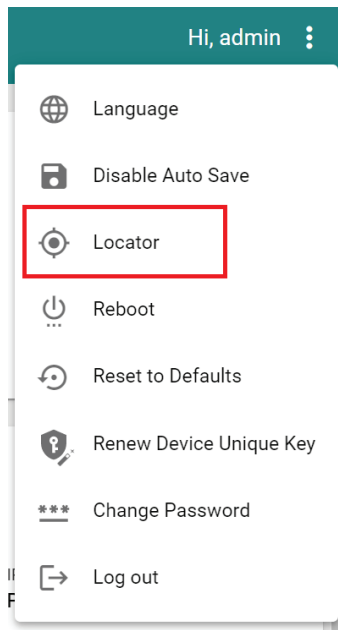 Hi, admin
Language
Disable Auto Save
Locator
Reboot
Reset to Defaults
Renew Device Unique Key
Change Password
Log out